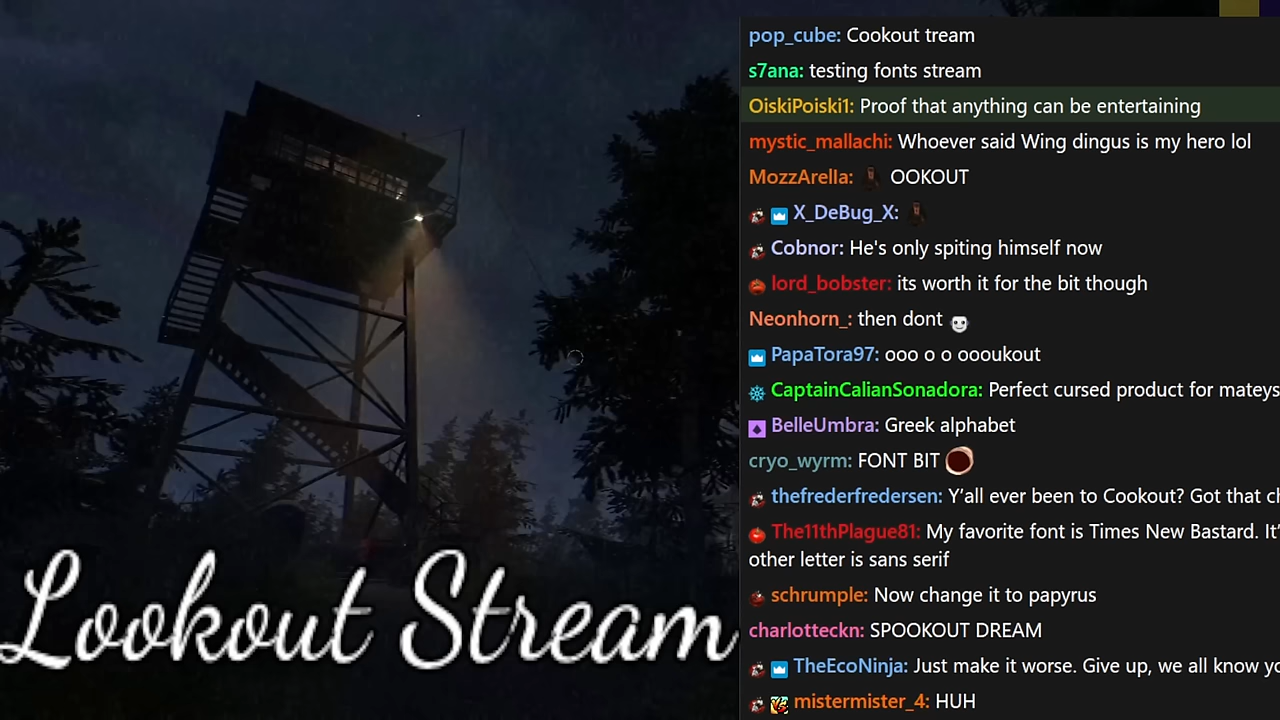 Lookout Stream
pop_cube: Cookout tream
s7ana: testing fonts stream
OiskiPoiski1: Proof that anything can be entertaining
mystic_mallachi: Whoever said Wing dingus is my hero lol
MozzArella: OOKOUT
X_DeBug_X:
Cobnor: He's only spiting himself now
lord_bobster: its worth it for the bit though
Neonhorn_: then dont
PapaTora97: ooo o o oooukout
CaptainCalianSonadora: Perfect cursed product for mateys
BelleUmbra: Greek alphabet
cryo_wyrm: FONT BIT
thefrederfredersen: Y'all ever been to Cookout? Got that
The11thPlague81: My favorite font is Times New Bastard.
other letter is sans serif
schrumple: Now change it to papyrus
charlotteckn: SPOOKOUT DREAM
TheEcoNinja: Just make it worse. Give up, we all know
mistermister_4: HUH